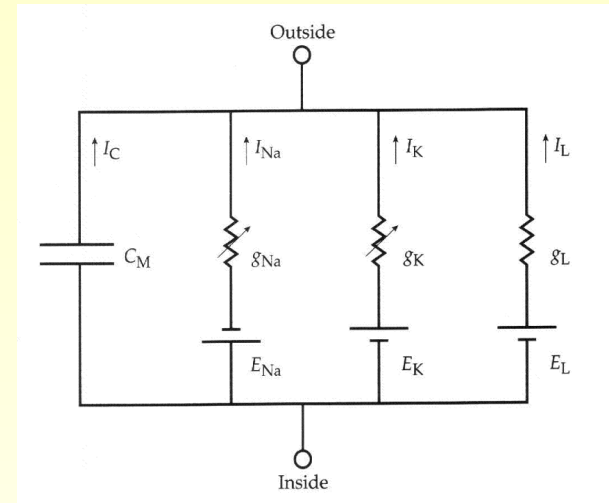 Outside
I_C
I_Na
I_K
I_L
C_M
g_Na
g_K
g_L
E_Na
E_K
E_L
Inside